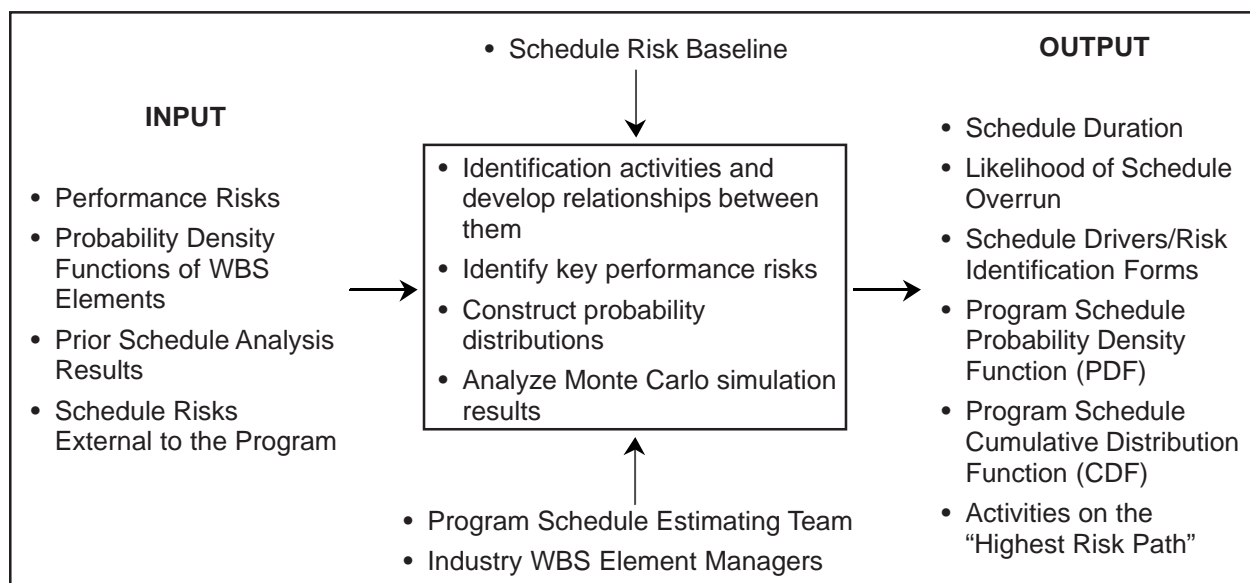 • Schedule Risk Baseline
INPUT
• Performance Risks
• Probability Density
Functions of WBS
Elements
• Prior Schedule Analysis
Results
• Schedule Risks
External to the Program
• Identification activities and
develop relationships between
them
• Identify key performance risks
• Construct probability
distributions
• Analyze Monte Carlo simulation
results
• Program Schedule Estimating Team
• Industry WBS Element Managers
OUTPUT
• Schedule Duration
• Likelihood of Schedule
Overrun
• Schedule Drivers/Risk
Identification Forms
• Program Schedule
Probability Density
Function (PDF)
• Program Schedule
Cumulative Distribution
Function (CDF)
• Activities on the
“Highest Risk Path”